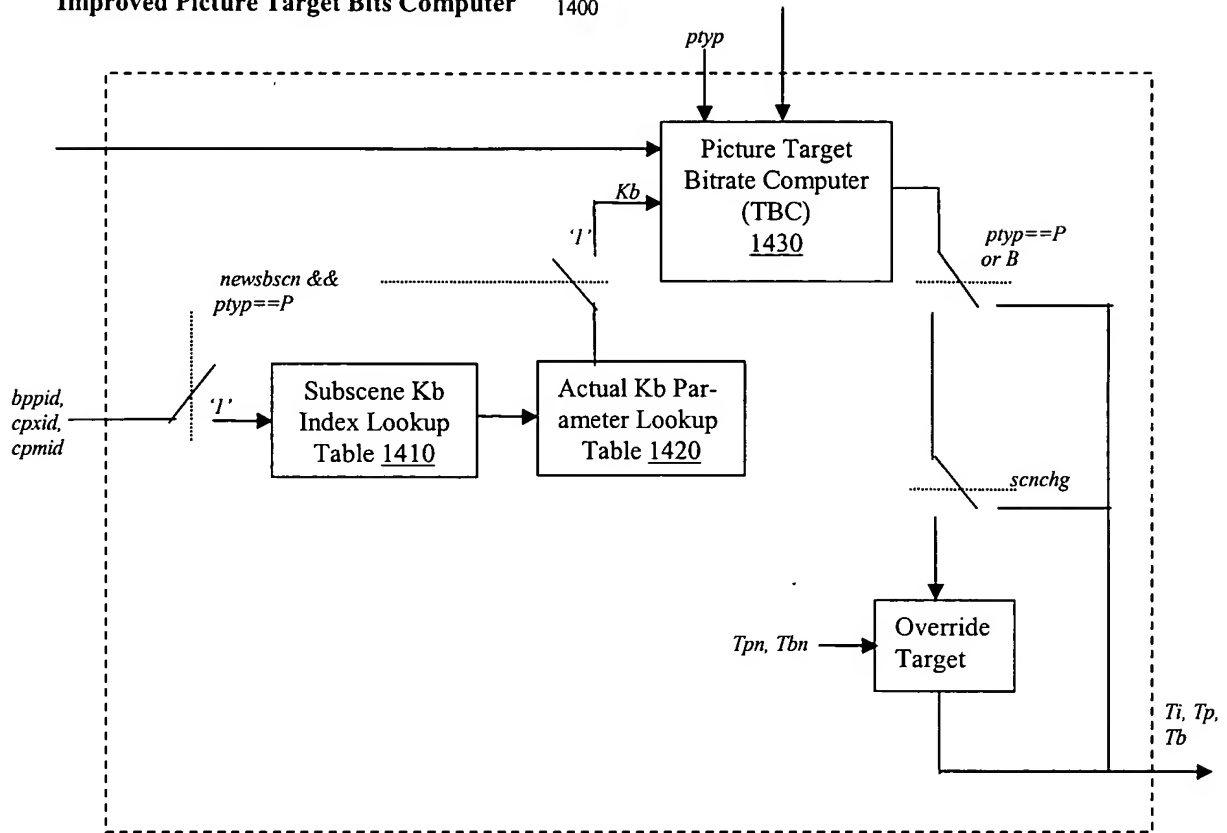 Improved Picture Target Bits Computer 1400
ptyp
Picture Target
Bitrate Computer
(TBC)
1430
Kb
'1'
ptyp==P
or B
newsbscn &&
ptyp==P
bppid,
cpxid,
cpmid
'1'
Subscene Kb
Index Lookup
Table 1410
Actual Kb Par-
ameter Lookup
Table 1420
scnchg
Tpn, Tbn
Override
Target
Ti, Tp,
Tb